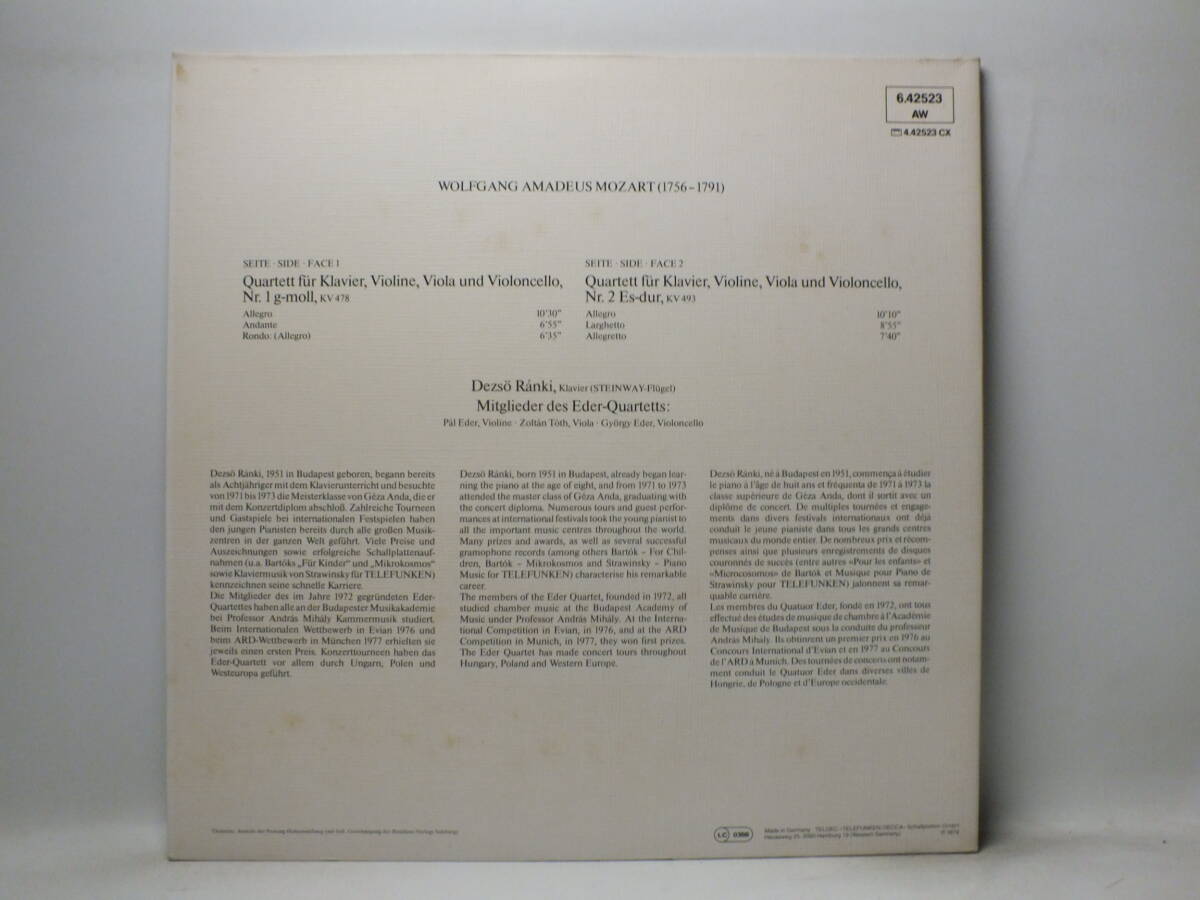 6.42523
AW
4.42523 CX
WOLFGANG AMADEUS MOZART (1756–1791)
SEITE · SIDE · FACE 1
Quartett für Klavier, Violine, Viola und Violoncello,
Nr. 1 g-moll, KV 478
Allegro 10'30"
Andante 6'55"
Rondo: (Allegro) 6'35"
SEITE · SIDE · FACE 2
Quartett für Klavier, Violine, Viola und Violoncello,
Nr. 2 Es-dur, KV 493
Allegro 10'10"
Larghetto 8'55"
Allegretto 7'40"
Dezsö Ránki, Klavier (STEINWAY-Flügel)
Mitglieder des Eder-Quartetts:
Pál Eder, Violine · Zoltán Tóth, Viola · György Eder, Violoncello
Dezsö Ránki, 1951 in Budapest geboren, begann bereits
als Achtjähriger mit dem Klavierunterricht und besuchte
von 1971 bis 1973 die Meisterklasse von Géza Anda, die er
mit dem Konzertdiplom abschloß. Zahlreiche Tourneen
und Gastspiele bei internationalen Festspielen haben
den jungen Pianisten bereits durch alle großen Musik-
zentren in der ganzen Welt geführt. Viele Preise und
Auszeichnungen sowie erfolgreiche Schallplattenauf-
nahmen (u.a. Bartóks „Für Kinder“ und „Mikrokosmos“
sowie Klaviermusik von Strawinsky für TELEFUNKEN)
kennzeichnen seine schnelle Karriere.
Die Mitglieder des im Jahre 1972 gegründeten Eder-
Quartettes haben alle an der Budapester Musikakademie
bei Professor András Mihály Kammermusik studiert.
Beim Internationalen Wettbewerb in Evian 1976 und
beim ARD-Wettbewerb in München 1977 erhielten sie
jeweils einen ersten Preis. Konzerttourneen haben das
Eder-Quartett vor allem durch Ungarn, Polen und
Westeuropa geführt.
Dezsö Ránki, born 1951 in Budapest, already began lear-
ning the piano at the age of eight, and from 1971 to 1973
attended the master class of Géza Anda, graduating with
the concert diploma. Numerous tours and guest perfor-
mances at international festivals took the young pianist to
all the important music centres throughout the world.
Many prizes and awards, as well as several successful
gramophone records (among others Bartók – For Chil-
dren, Bartók – Mikrokosmos and Strawinsky – Piano
Music for TELEFUNKEN) characterise his remarkable
career.
The members of the Eder Quartet, founded in 1972, all
studied chamber music at the Budapest Academy of
Music under Professor András Mihály. At the Interna-
tional Competition in Evian, in 1976, and at the ARD
Competition in Munich, in 1977, they won first prizes.
The Eder Quartet has made concert tours throughout
Hungary, Poland and Western Europe.
Dezsö Ránki, né à Budapest en 1951, commença à étudier
le piano à l'âge de huit ans et fréquenta de 1971 à 1973 la
classe supérieure de Géza Anda, dont il sortit avec un
diplôme de concert. De multiples tournées et engage-
ments dans divers festivals internationaux ont déjà
conduit le jeune pianiste dans tous les grands centres
musicaux du monde entier. De nombreux prix et récom-
penses ainsi que plusieurs enregistrements de disques
couronnés de succès (entre autres «Pour les enfants» et
«Microcosmos» de Bartók et Musique pour Piano de
Strawinsky pour TELEFUNKEN) jalonnent sa remar-
quable carrière.
Les membres du Quatuor Eder, fondé en 1972, ont tous
effectué des études de musique de chambre à l'Académie
de Musique de Budapest sous la conduite du professeur
András Mihály. Ils obtinrent un premier prix en 1976 au
Concours International d'Evian et en 1977 au Concours
de l'ARD à Munich. Des tournées de concerts ont notam-
ment conduit le Quatuor Eder dans diverses villes de
Hongrie, de Pologne et d'Europe occidentale.
LC 0366
Made in Germany TELDEC »TELEFUNKEN-DECCA« Schallplatten GmbH
Heussweg 25, 2000 Hamburg 19 (Western Germany)